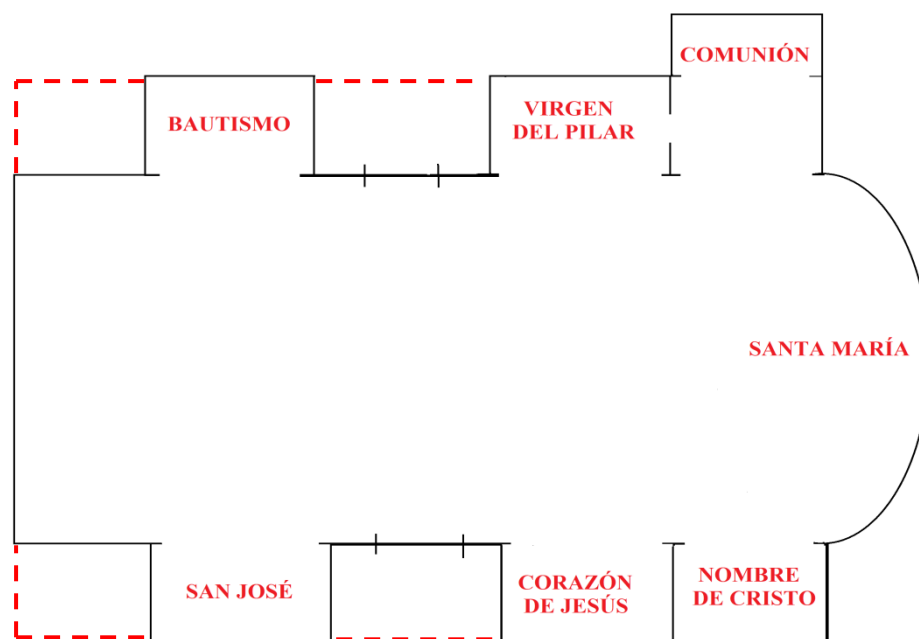 COMUNIÓN
BAUTISMO
VIRGEN
DEL PILAR
SANTA MARÍA
SAN JOSÉ
CORAZÓN
DE JESÚS
NOMBRE
DE CRISTO